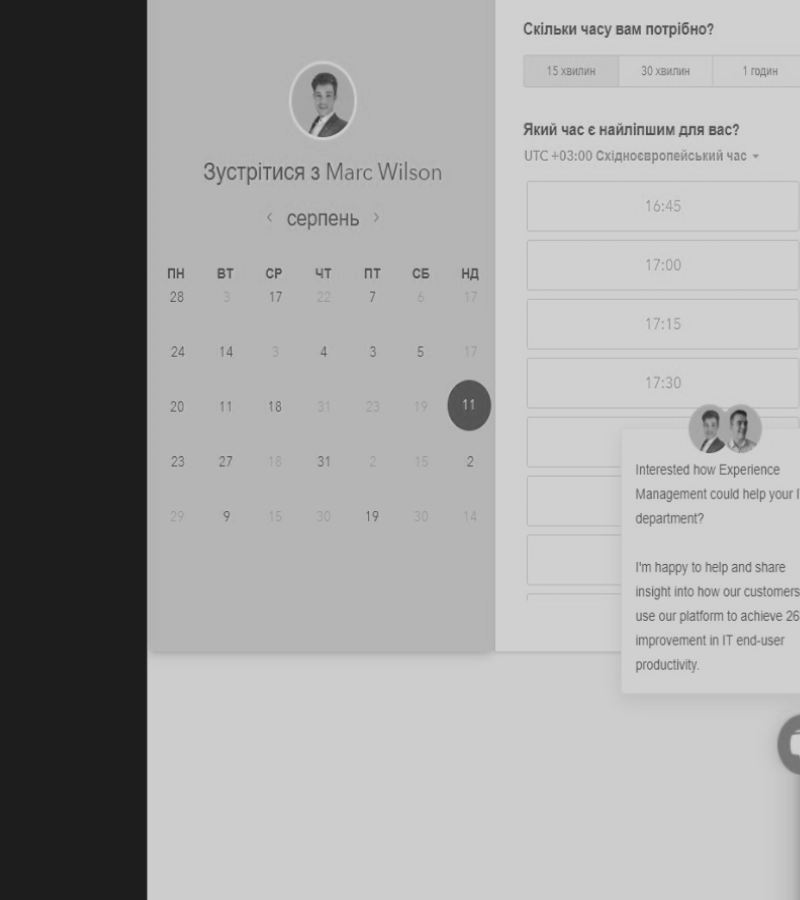 Зустрітися з Marc Wilson
серпень
ПН ВТ СР ЧТ ПТ СБ НД
28 3 17 22 7 6 17
24 14 3 4 3 5 17
20 11 18 31 23 19 11
23 27 18 31 2 15 2
29 9 15 30 19 30 14
Скільки часу вам потрібно?
15 хвилин 30 хвилин 1 годин
Який час є найліпшим для вас?
UTC +03:00 Східноєвропейський час
16:45
17:00
17:15
17:30
Interested how Experience
Management could help your I
department?
I'm happy to help and share
insight into how our customers
use our platform to achieve 26
improvement in IT end-user
productivity.